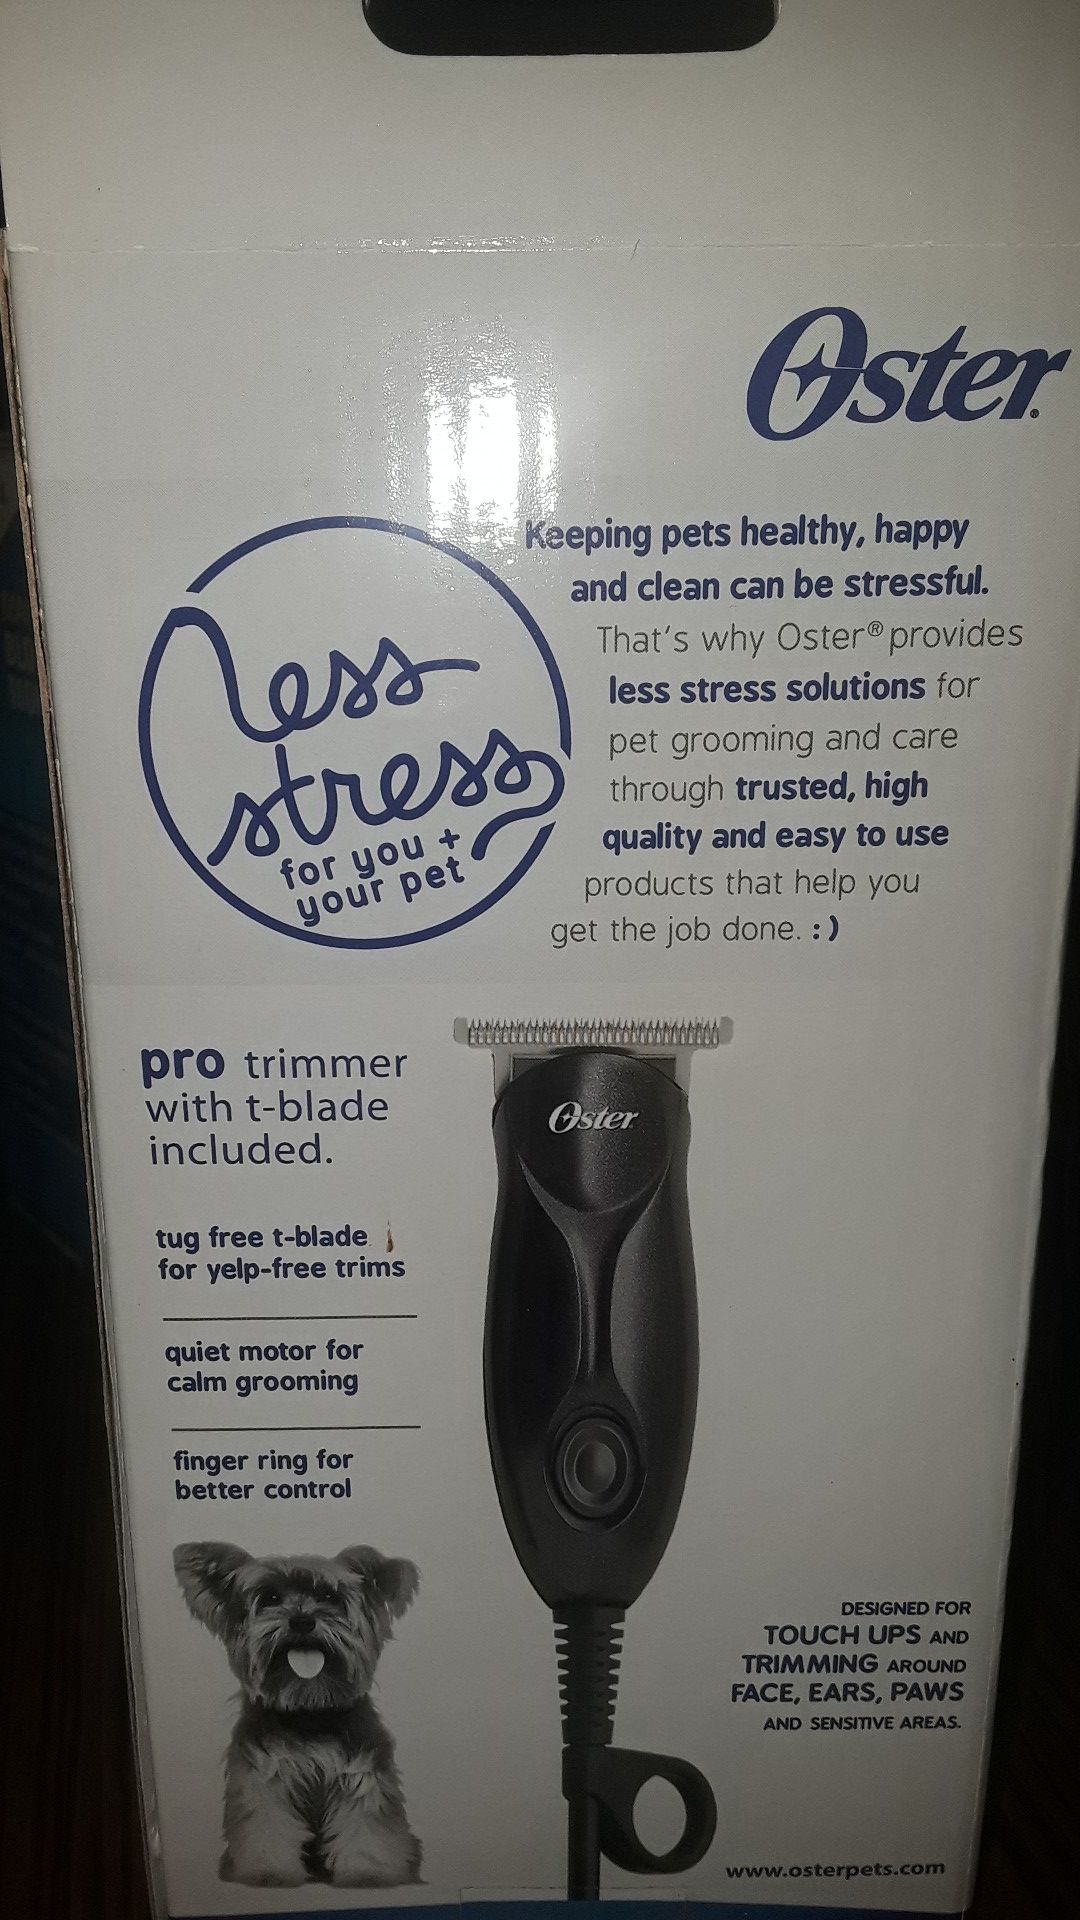 Oster®
Keeping pets healthy, happy
and clean can be stressful.
That's why Oster® provides
less stress solutions for
pet grooming and care
through trusted, high
quality and easy to use
products that help you
get the job done. :)
less
stress
for you +
your pet
pro trimmer
with t-blade
included.
tug free t-blade
for yelp-free trims
quiet motor for
calm grooming
finger ring for
better control
Oster
DESIGNED FOR
TOUCH UPS AND
TRIMMING AROUND
FACE, EARS, PAWS
AND SENSITIVE AREAS.
www.osterpets.com